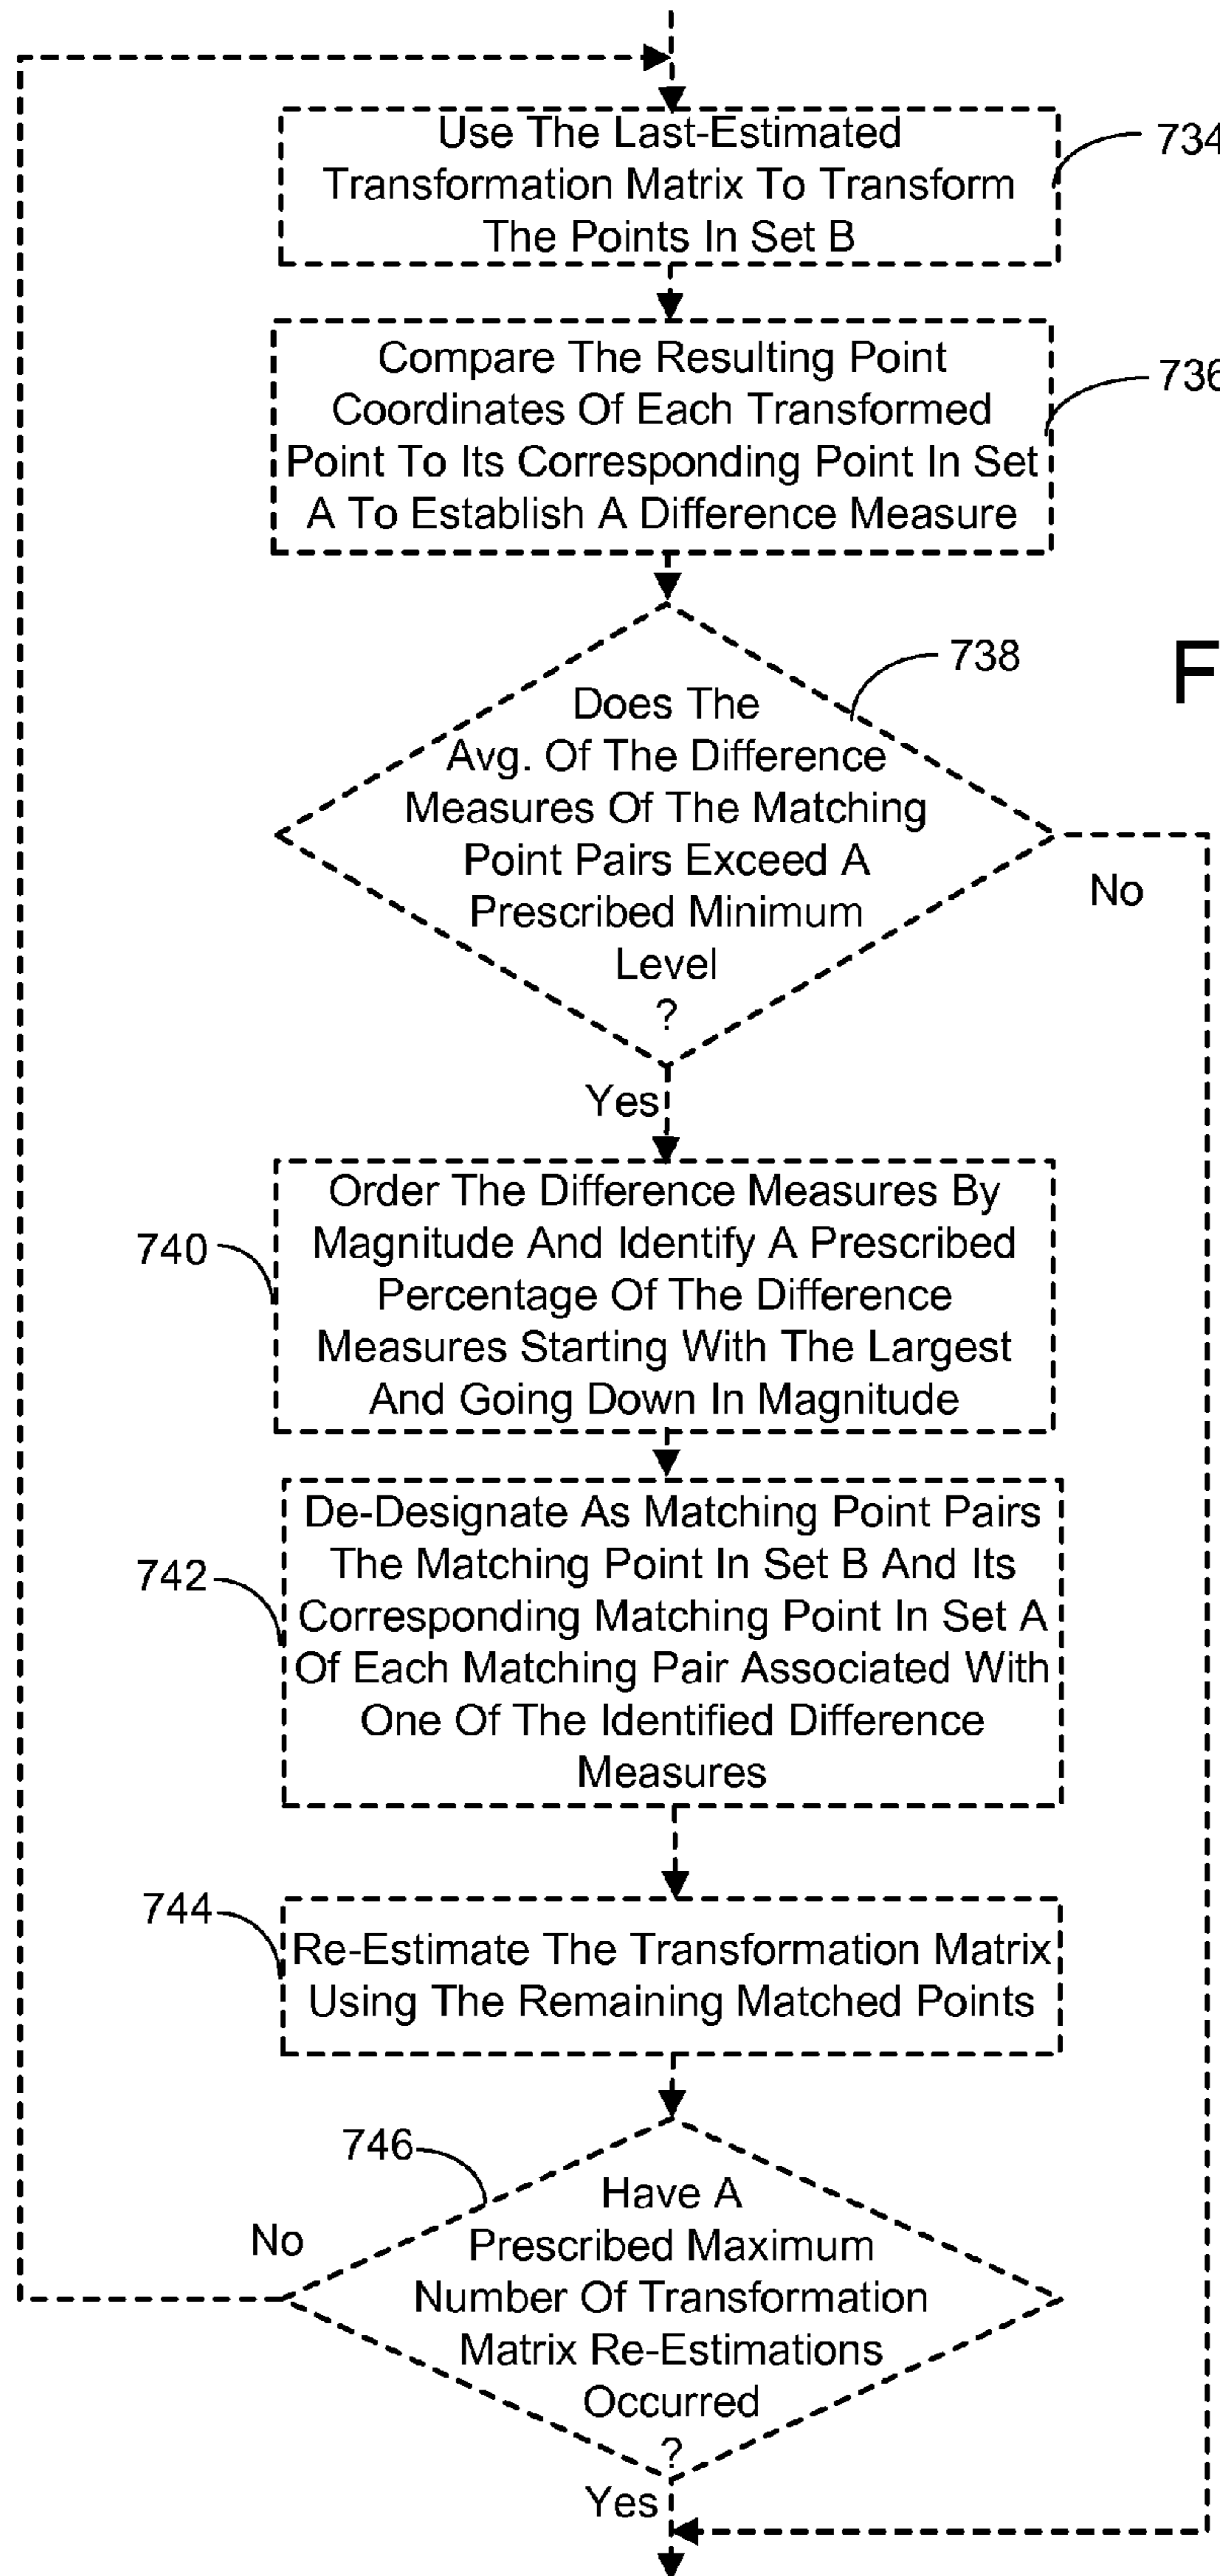 Use The Last-Estimated
Transformation Matrix To Transform
The Points In Set B
734
Compare The Resulting Point
Coordinates Of Each Transformed
Point To Its Corresponding Point In Set
A To Establish A Difference Measure
736
738
F
Does The
Avg. Of The Difference
Measures Of The Matching
Point Pairs Exceed A
Prescribed Minimum
Level
?
No
Yes
740
Order The Difference Measures By
Magnitude And Identify A Prescribed
Percentage Of The Difference
Measures Starting With The Largest
And Going Down In Magnitude
742
De-Designate As Matching Point Pairs
The Matching Point In Set B And Its
Corresponding Matching Point In Set A
Of Each Matching Pair Associated With
One Of The Identified Difference
Measures
744
Re-Estimate The Transformation Matrix
Using The Remaining Matched Points
746
No
Have A
Prescribed Maximum
Number Of Transformation
Matrix Re-Estimations
Occurred
?
Yes